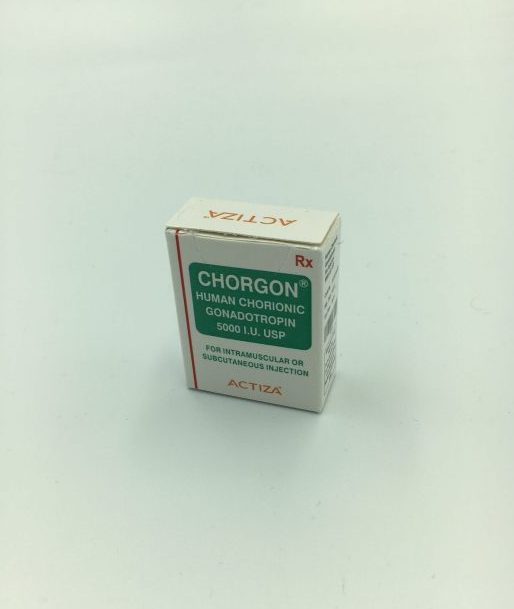 ACTIZA
Rx
CHORGON®
HUMAN CHORIONIC
GONADOTROPIN
5000 I.U. USP
FOR INTRAMUSCULAR OR
SUBCUTANEOUS INJECTION
ACTIZA